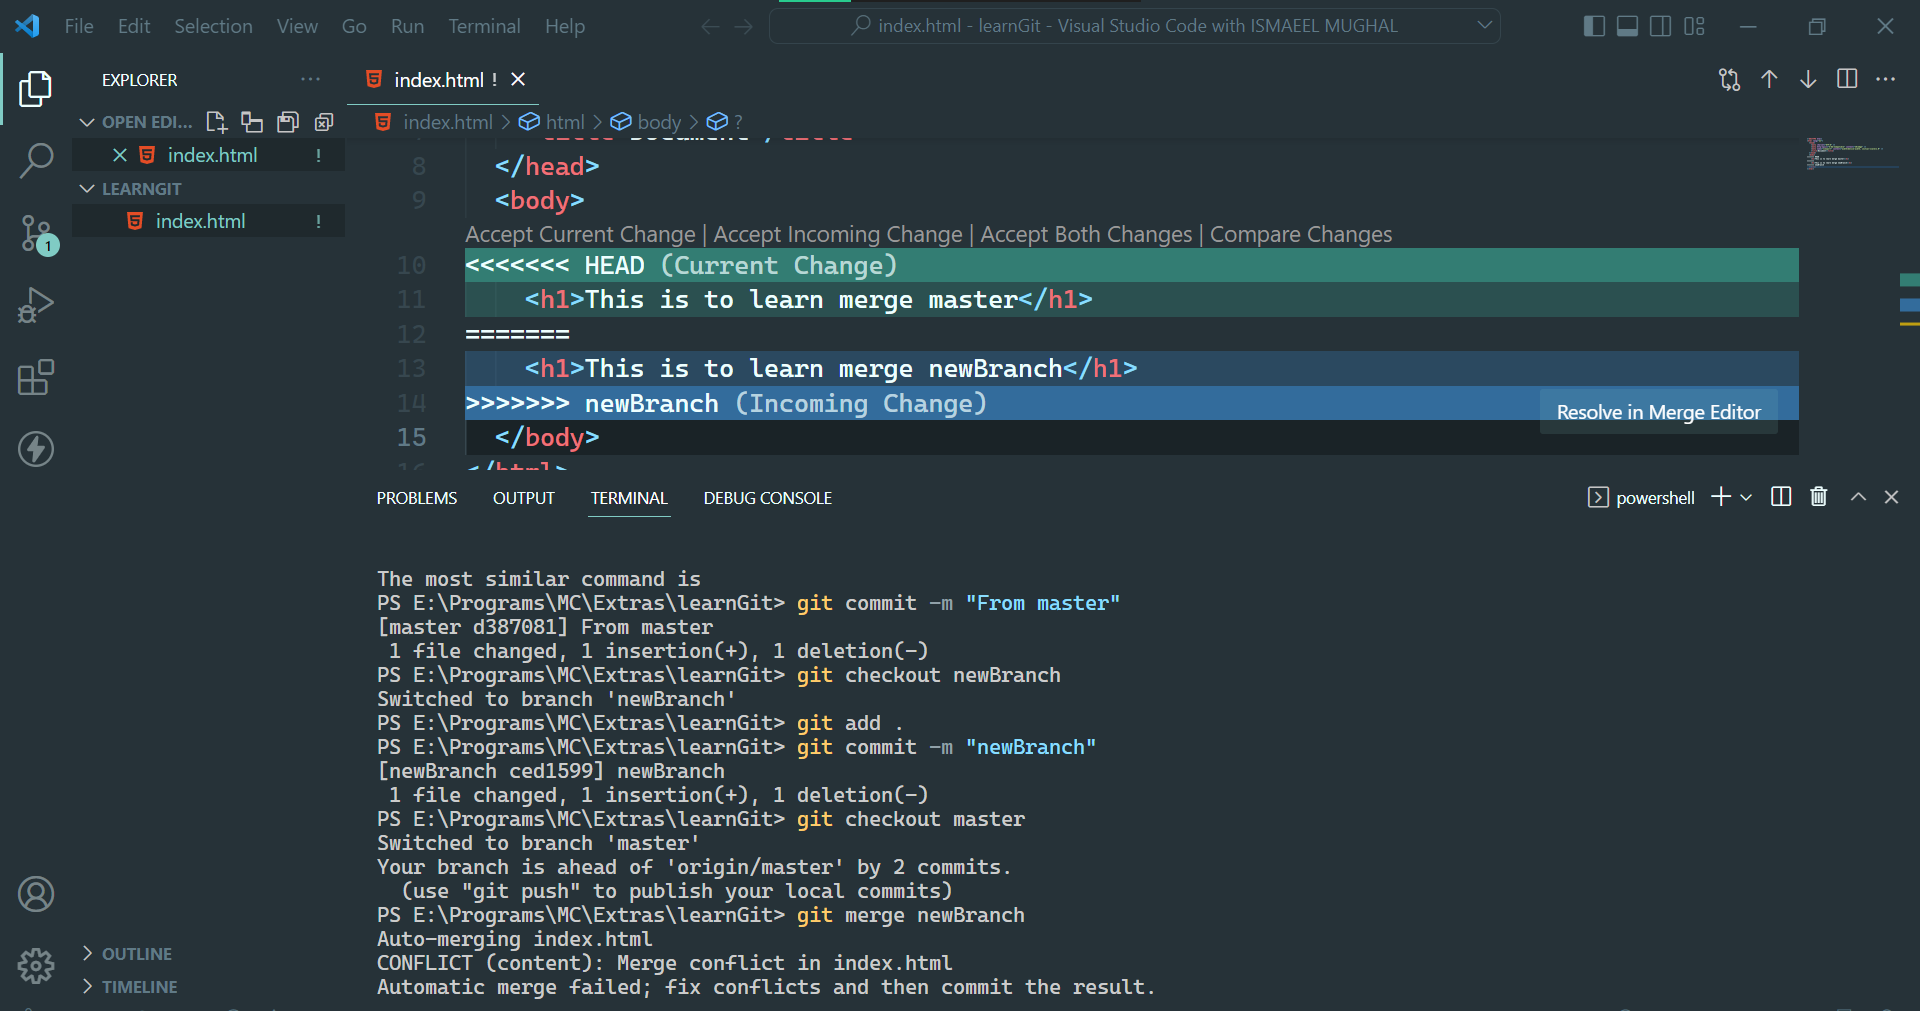 File Edit Selection View Go Run Terminal Help
index.html - learnGit - Visual Studio Code with ISMAEEL MUGHAL
EXPLORER
OPEN EDI...
index.html !
LEARNGIT
index.html !
OUTLINE
TIMELINE
1
index.html !
index.html > html > body > ?
8 </head>
9 <body>
Accept Current Change | Accept Incoming Change | Accept Both Changes | Compare Changes
10 <<<<<<< HEAD (Current Change)
11 <h1>This is to learn merge master</h1>
12 =======
13 <h1>This is to learn merge newBranch</h1>
14 >>>>>>> newBranch (Incoming Change)
Resolve in Merge Editor
15 </body>
PROBLEMS OUTPUT TERMINAL DEBUG CONSOLE
powershell
The most similar command is
PS E:\Programs\MC\Extras\learnGit> git commit -m "From master"
[master d387081] From master
1 file changed, 1 insertion(+), 1 deletion(-)
PS E:\Programs\MC\Extras\learnGit> git checkout newBranch
Switched to branch 'newBranch'
PS E:\Programs\MC\Extras\learnGit> git add .
PS E:\Programs\MC\Extras\learnGit> git commit -m "newBranch"
[newBranch ced1599] newBranch
1 file changed, 1 insertion(+), 1 deletion(-)
PS E:\Programs\MC\Extras\learnGit> git checkout master
Switched to branch 'master'
Your branch is ahead of 'origin/master' by 2 commits.
(use "git push" to publish your local commits)
PS E:\Programs\MC\Extras\learnGit> git merge newBranch
Auto-merging index.html
CONFLICT (content): Merge conflict in index.html
Automatic merge failed; fix conflicts and then commit the result.